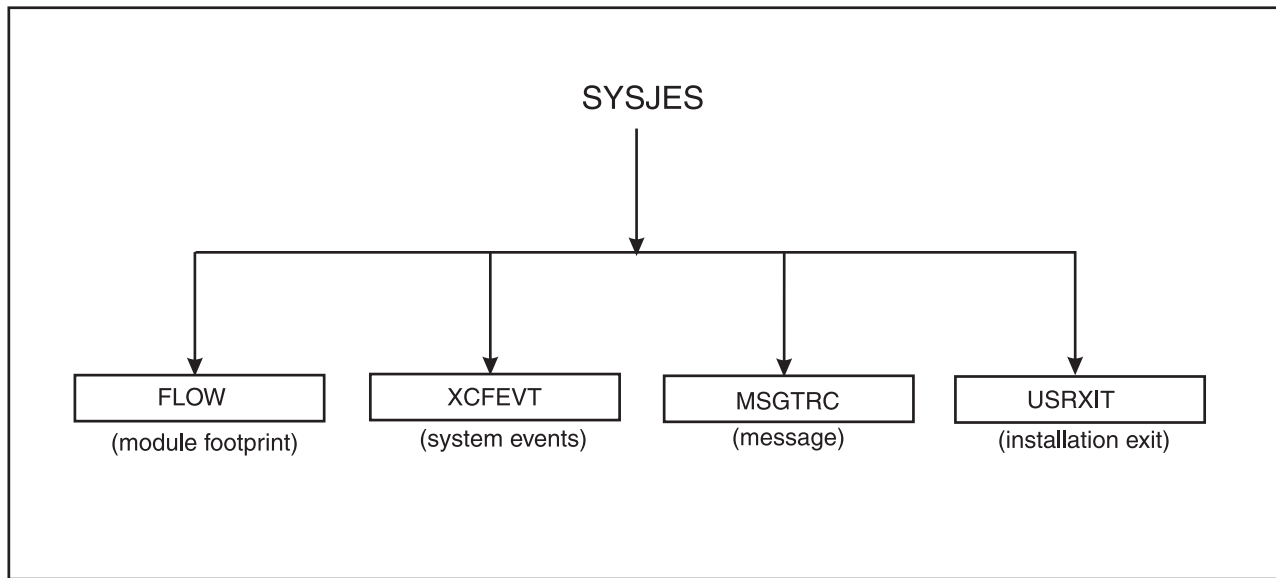 SYSJES
FLOW
(module footprint)
XCFEVT
(system events)
MSGTRC
(message)
USRXIT
(installation exit)